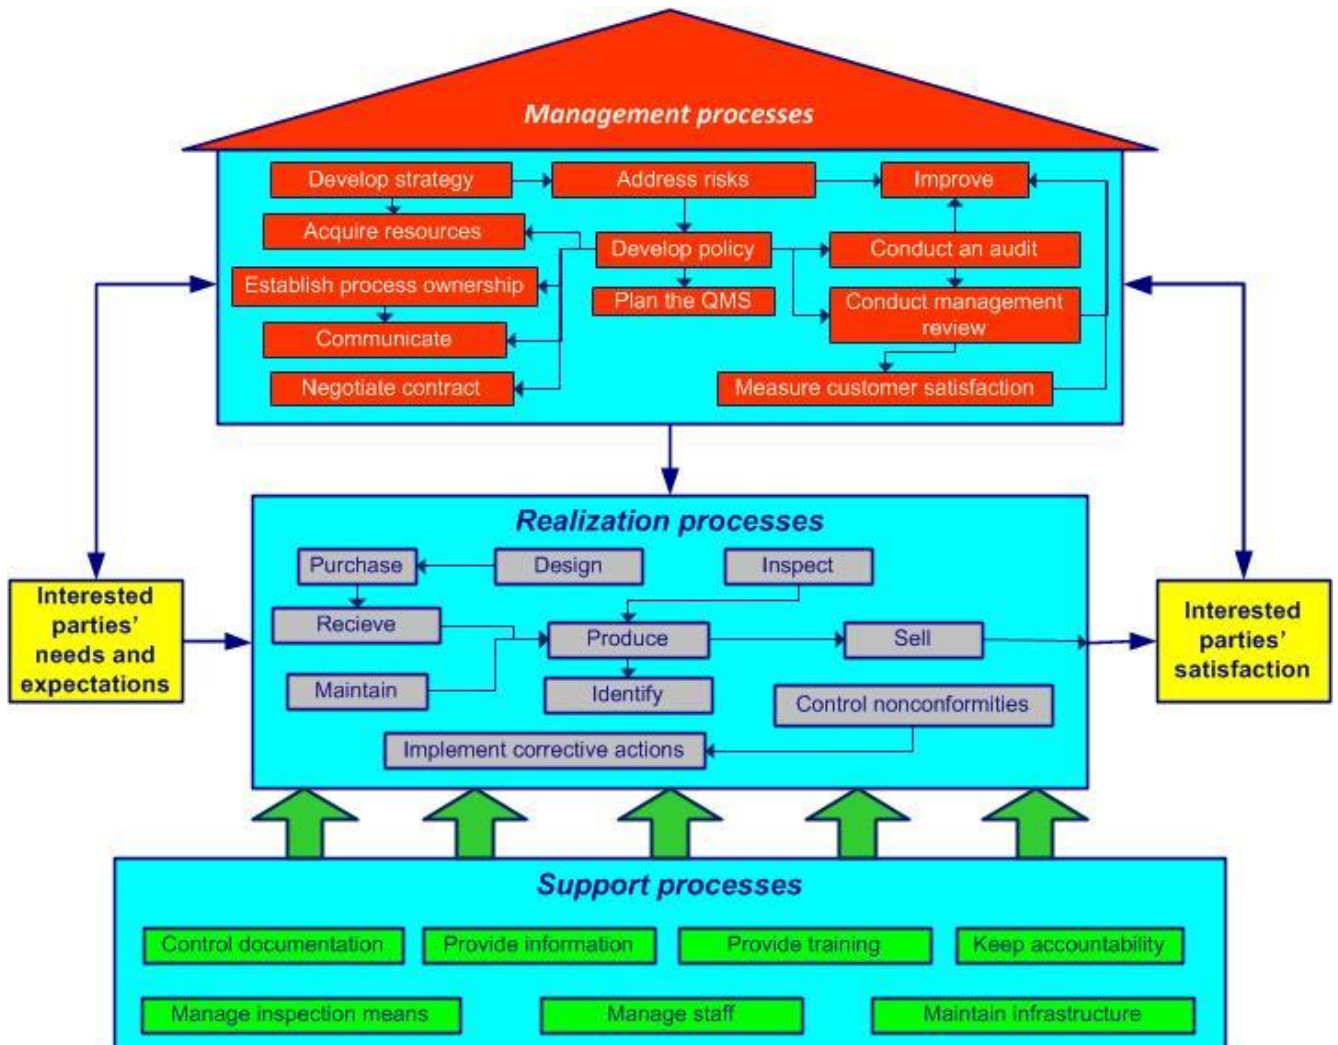 Management processes
Develop strategy
Address risks
Improve
Acquire resources
Develop policy
Conduct an audit
Establish process ownership
Plan the QMS
Conduct management
review
Communicate
Negotiate contract
Measure customer satisfaction
Realization processes
Purchase
Design
Inspect
Recieve
Produce
Sell
Maintain
Identify
Control nonconformities
Implement corrective actions
Interested
parties’
needs and
expectations
Interested
parties’
satisfaction
Support processes
Control documentation
Provide information
Provide training
Keep accountability
Manage inspection means
Manage staff
Maintain infrastructure